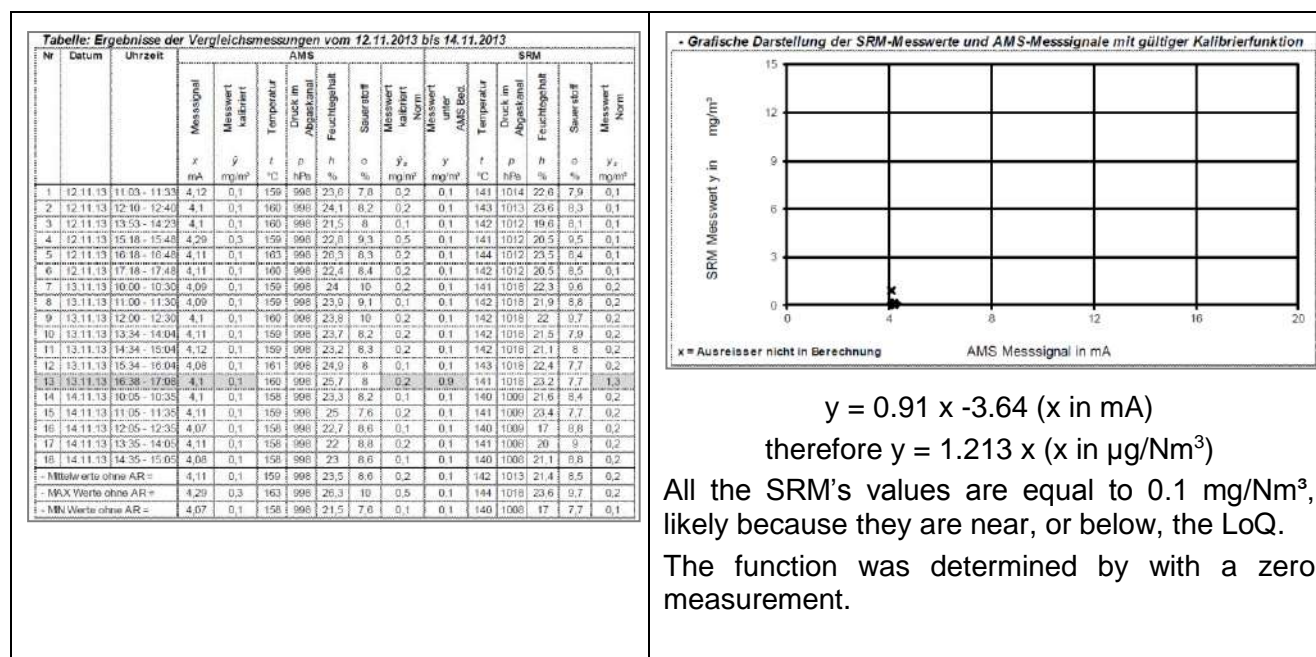 Tabelle: Ergebnisse der Vergleichsmessungen vom 12.11.2013 bis 14.11.2013
Nr Datum Uhrzeit AMS SRM
Messsignal Messwert kalibriert Temperatur Druck im Abgaskanal Feuchtegehalt Sauerstoff Messwert kalibriert Norm Messwert unter AMS Bed. Temperatur Druck im Abgaskanal Feuchtegehalt Sauerstoff Messwert Norm
x ŷ t p h o ŷs y t p h o ys
mA mg/m³ °C hPa % % mg/m³ mg/m³ °C hPa % % mg/m³
1 12.11.13 11:03 - 11:33 4,12 0,1 159 998 23,6 7,8 0,2 0,1 141 1014 22,6 7,9 0,1
2 12.11.13 12:10 - 12:40 4,1 0,1 160 998 24,1 8,2 0,2 0,1 143 1013 23,6 8,3 0,1
3 12.11.13 13:53 - 14:23 4,1 0,1 160 998 21,5 8 0,1 0,1 142 1012 19,6 8,1 0,1
4 12.11.13 15:18 - 15:48 4,29 0,3 159 998 22,8 9,3 0,5 0,1 141 1012 20,5 9,5 0,1
5 12.11.13 16:18 - 16:48 4,11 0,1 163 998 26,3 8,3 0,2 0,1 144 1012 23,5 8,4 0,1
6 12.11.13 17:18 - 17:48 4,11 0,1 160 998 22,4 8,4 0,2 0,1 142 1012 20,5 8,5 0,1
7 13.11.13 10:00 - 10:30 4,09 0,1 159 998 24 10 0,2 0,1 141 1018 22,3 9,6 0,2
8 13.11.13 11:00 - 11:30 4,09 0,1 159 998 23,9 9,1 0,1 0,1 142 1018 21,9 8,8 0,2
9 13.11.13 12:00 - 12:30 4,1 0,1 160 998 23,8 10 0,2 0,1 142 1018 22 9,7 0,2
10 13.11.13 13:34 - 14:04 4,11 0,1 159 998 23,7 8,2 0,2 0,1 142 1018 21,5 7,9 0,2
11 13.11.13 14:34 - 15:04 4,12 0,1 159 998 23,2 8,3 0,2 0,1 142 1018 21,1 8 0,2
12 13.11.13 15:34 - 16:04 4,08 0,1 161 998 24,9 8 0,1 0,1 143 1018 22,4 7,7 0,2
13 13.11.13 16:38 - 17:08 4,1 0,1 160 998 25,7 8 0,2 0,9 141 1018 23,2 7,7 1,3
14 14.11.13 10:05 - 10:35 4,1 0,1 158 998 23,3 8,2 0,1 0,1 140 1009 21,6 8,4 0,2
15 14.11.13 11:05 - 11:35 4,11 0,1 159 998 25 7,6 0,2 0,1 141 1009 23,4 7,7 0,2
16 14.11.13 12:05 - 12:35 4,07 0,1 158 998 22,7 8,6 0,1 0,1 140 1009 17 8,8 0,2
17 14.11.13 13:35 - 14:05 4,11 0,1 158 998 22 8,8 0,2 0,1 141 1008 20 9 0,2
18 14.11.13 14:35 - 15:05 4,08 0,1 158 998 23 8,6 0,1 0,1 140 1008 21,1 8,8 0,2
- Mittelwerte ohne AR = 4,11 0,1 159 998 23,5 8,6 0,2 0,1 142 1013 21,4 8,5 0,2
- MAX Werte ohne AR = 4,29 0,3 163 998 26,3 10 0,5 0,1 144 1018 23,6 9,7 0,2
- MIN Werte ohne AR = 4,07 0,1 158 998 21,5 7,6 0,1 0,1 140 1008 17 7,7 0,1
- Grafische Darstellung der SRM-Messwerte und AMS-Messsignale mit gültiger Kalibrierfunktion
SRM Messwert y in mg/m³
15
12
9
6
3
0
0 4 8 12 16 20
x = Ausreisser nicht in Berechnung AMS Messsignal in mA
y = 0.91 x -3.64 (x in mA)
therefore y = 1.213 x (x in µg/Nm³)
All the SRM's values are equal to 0.1 mg/Nm³,
likely because they are near, or below, the LoQ.
The function was determined by with a zero
measurement.